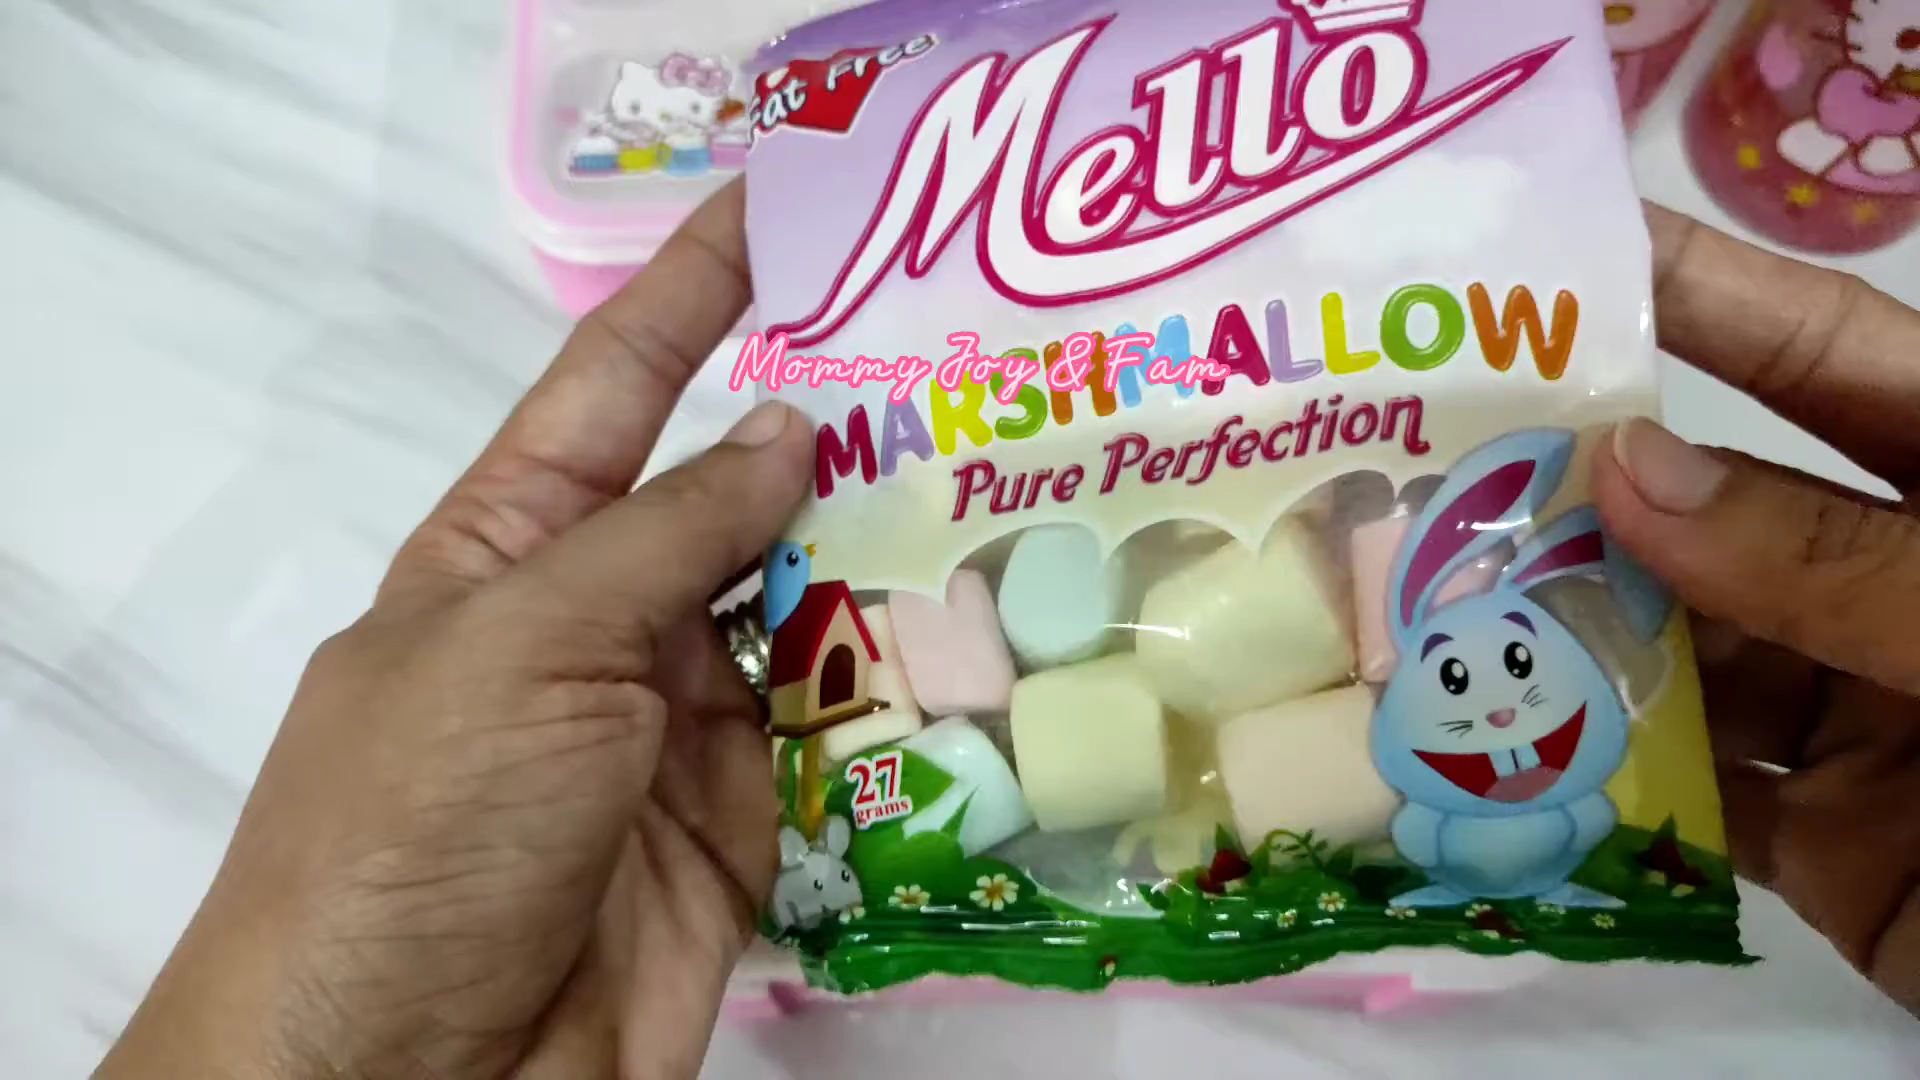 Fat Free
Mello
MARSHMALLOW
Mommy Joy & Fam
Pure Perfection
27
grams